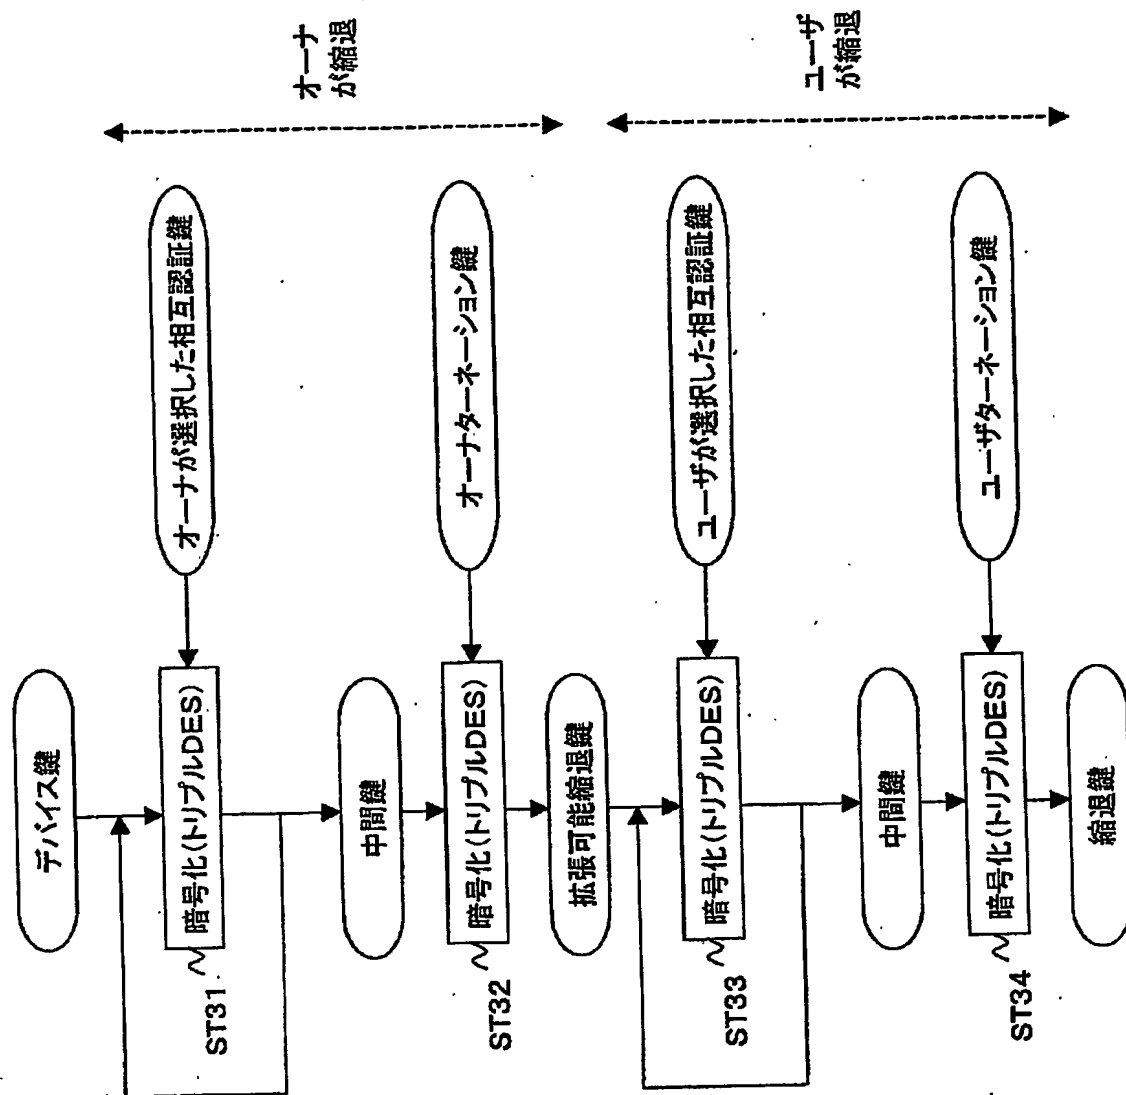 デバイス鍵
オーナが選択した相互認証鍵
暗号化(トリプルDES)
ST31
オーナ
が縮退
中間鍵
オーナターネーション鍵
暗号化(トリプルDES)
ST32
拡張可能縮退鍵
ユーザが選択した相互認証鍵
暗号化(トリプルDES)
ST33
ユーザ
が縮退
中間鍵
ユーザターネーション鍵
暗号化(トリプルDES)
ST34
縮退鍵